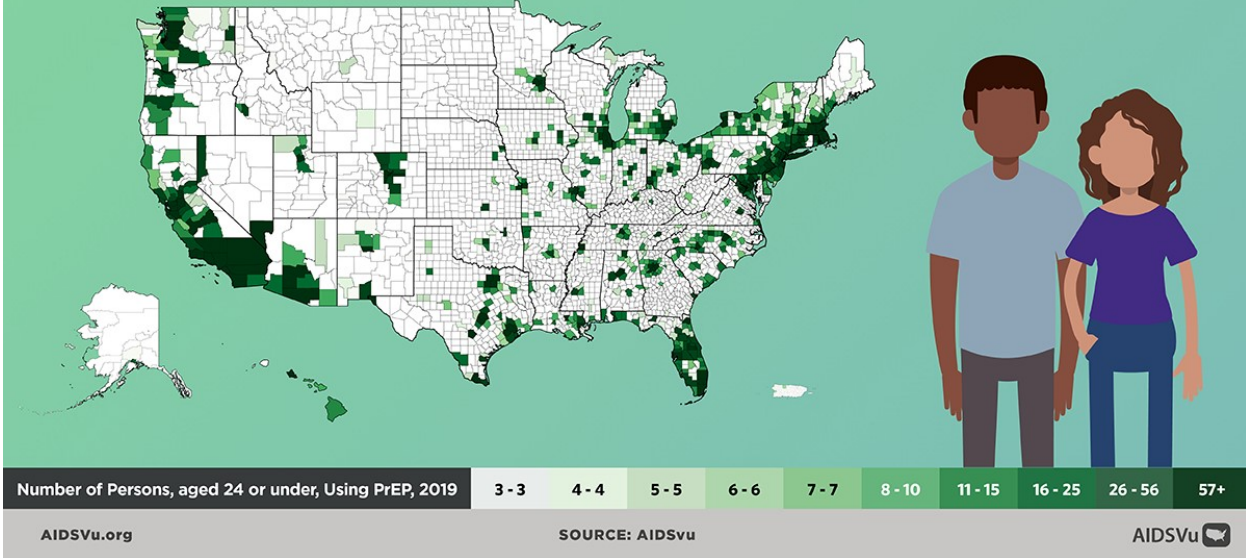 Number of Persons, aged 24 or under, Using PrEP, 2019 3 - 3 4 - 4 5 - 5 6 - 6 7 - 7 8 - 10 11 - 15 16 - 25 26 - 56 57+
AIDSVu.org SOURCE: AIDSvu AIDSVu